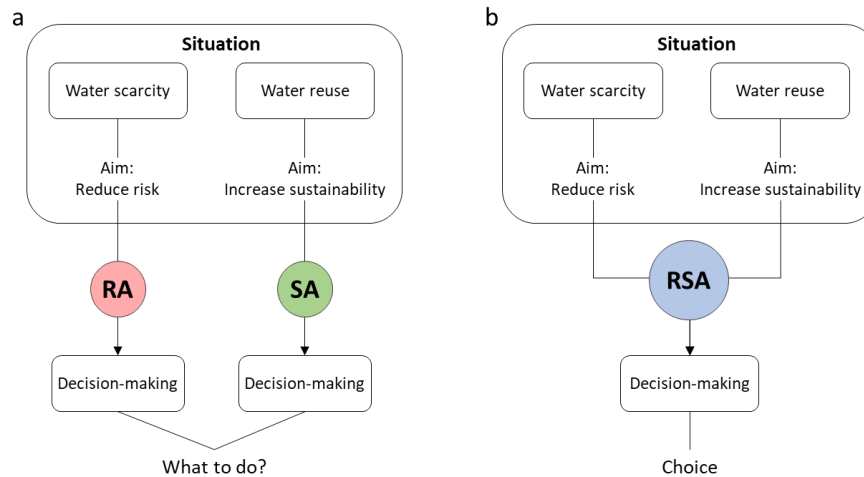 a
Situation
Water scarcity
Water reuse
Aim:
Reduce risk
Aim:
Increase sustainability
RA
SA
Decision-making
Decision-making
What to do?
b
Situation
Water scarcity
Water reuse
Aim:
Reduce risk
Aim:
Increase sustainability
RSA
Decision-making
Choice